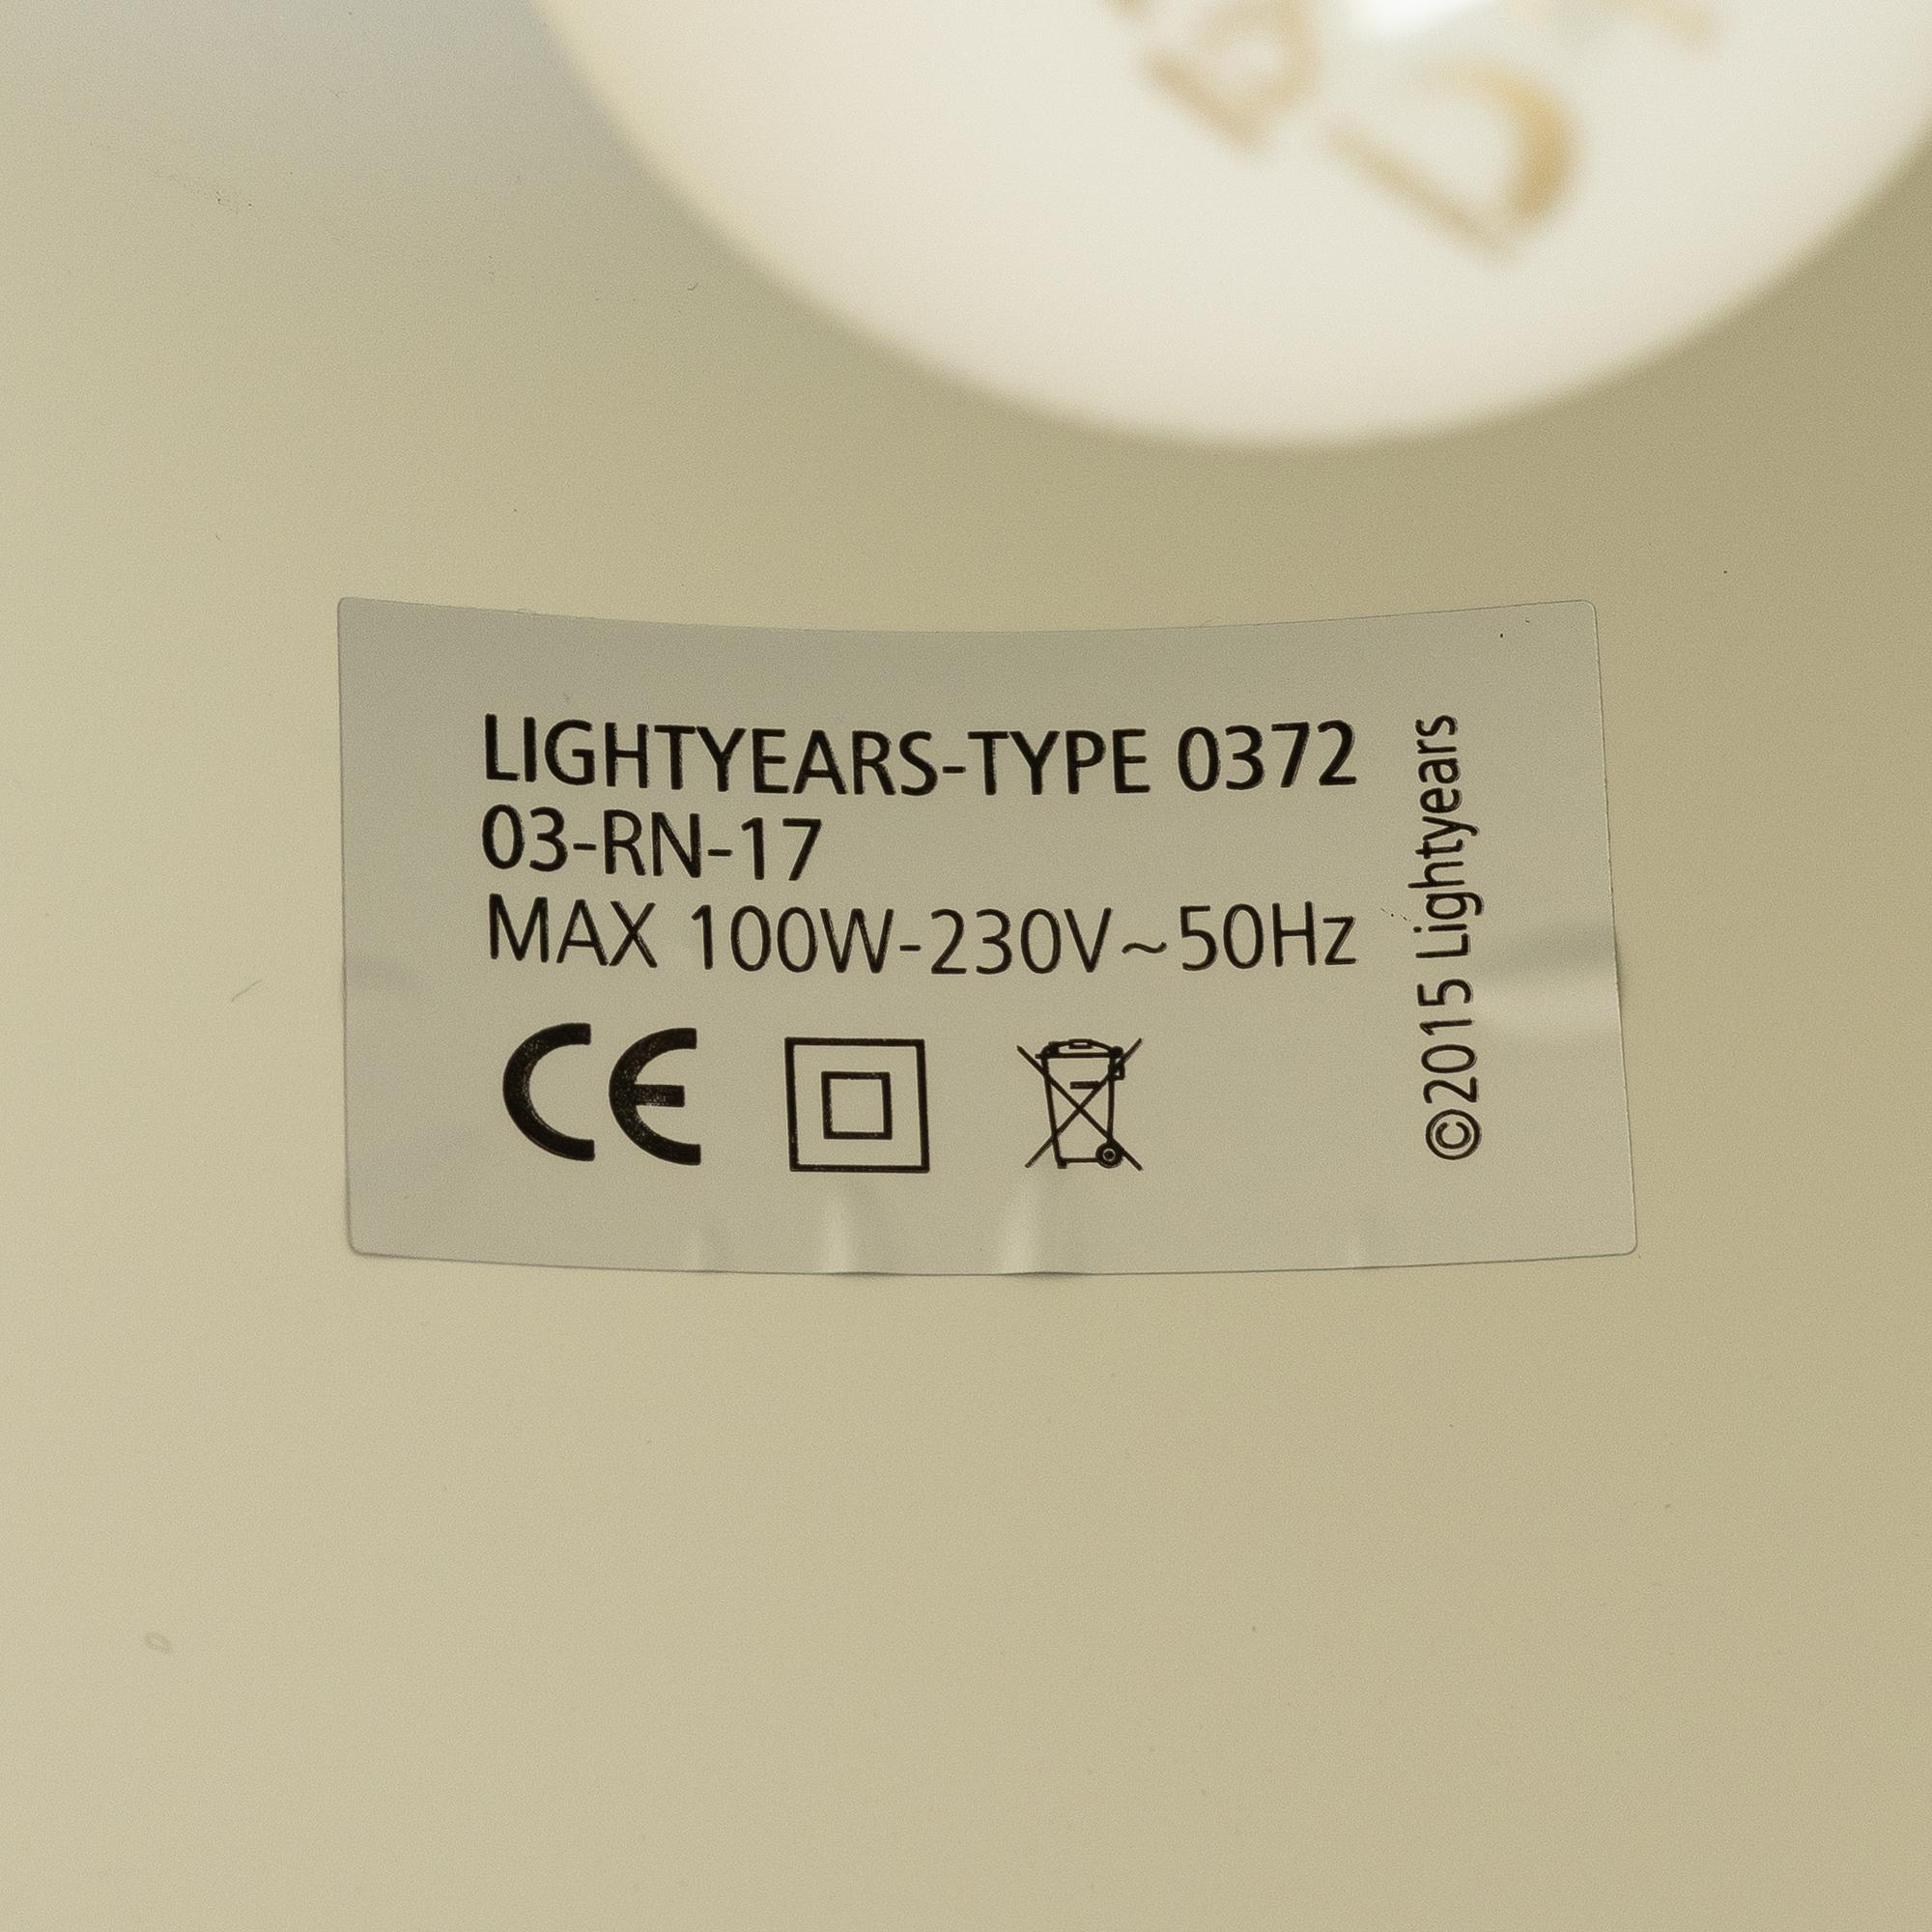 LIGHTYEARS-TYPE 0372
03-RN-17
MAX 100W-230V~50Hz
CE
©2015 Lightyears